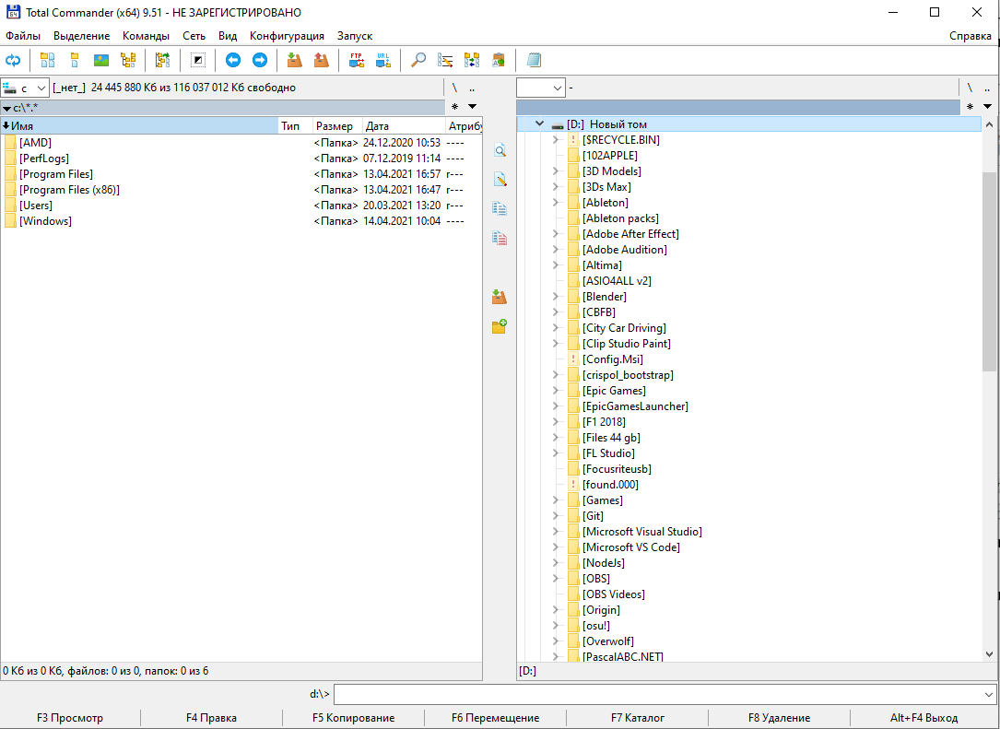 Total Commander (x64) 9.51 - НЕ ЗАРЕГИСТРИРОВАНО
Файлы Выделение Команды Сеть Вид Конфигурация Запуск Справка
FTP URL
c [_нет_] 24 445 880 Кб из 116 037 012 Кб свободно \ .. - \ ..
c:\*.* * *
Имя Тип Размер Дата Атрибу
[AMD] <Папка> 24.12.2020 10:53 ----
[PerfLogs] <Папка> 07.12.2019 11:14 ----
[Program Files] <Папка> 13.04.2021 16:57 r---
[Program Files (x86)] <Папка> 13.04.2021 16:47 r---
[Users] <Папка> 20.03.2021 13:20 r---
[Windows] <Папка> 14.04.2021 10:04 ----
0 Кб из 0 Кб, файлов: 0 из 0, папок: 0 из 6
[D:] Новый том
[$RECYCLE.BIN]
[102APPLE]
[3D Models]
[3Ds Max]
[Ableton]
[Ableton packs]
[Adobe After Effect]
[Adobe Audition]
[Altima]
[ASIO4ALL v2]
[Blender]
[CBFB]
[City Car Driving]
[Clip Studio Paint]
[Config.Msi]
[crispol_bootstrap]
[Epic Games]
[EpicGamesLauncher]
[F1 2018]
[Files 44 gb]
[FL Studio]
[Focusriteusb]
[found.000]
[Games]
[Git]
[Microsoft Visual Studio]
[Microsoft VS Code]
[NodeJs]
[OBS]
[OBS Videos]
[Origin]
[osu!]
[Overwolf]
[PascalABC.NET]
[D:]
d:\>
F3 Просмотр F4 Правка F5 Копирование F6 Перемещение F7 Каталог F8 Удаление Alt+F4 Выход